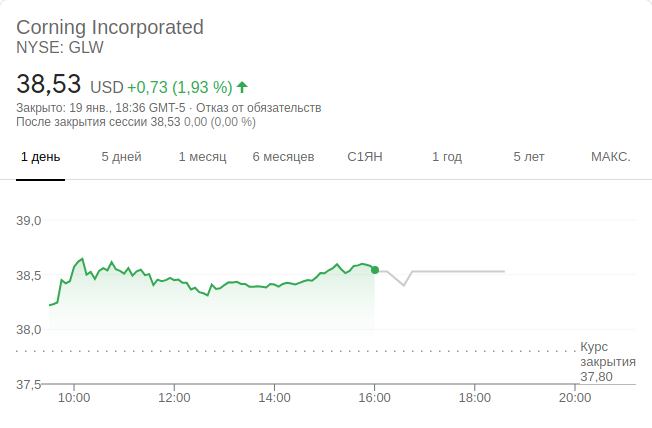 Corning Incorporated
NYSE: GLW
38,53 USD +0,73 (1,93 %)
Закрыто: 19 янв., 18:36 GMT-5 · Отказ от обязательств
После закрытия сессии 38,53 0,00 (0,00 %)
1 день 5 дней 1 месяц 6 месяцев С1ЯН 1 год 5 лет МАКС.
39,0
38,5
38,0
Курс
закрытия
37,80
37,5
10:00 12:00 14:00 16:00 18:00 20:00